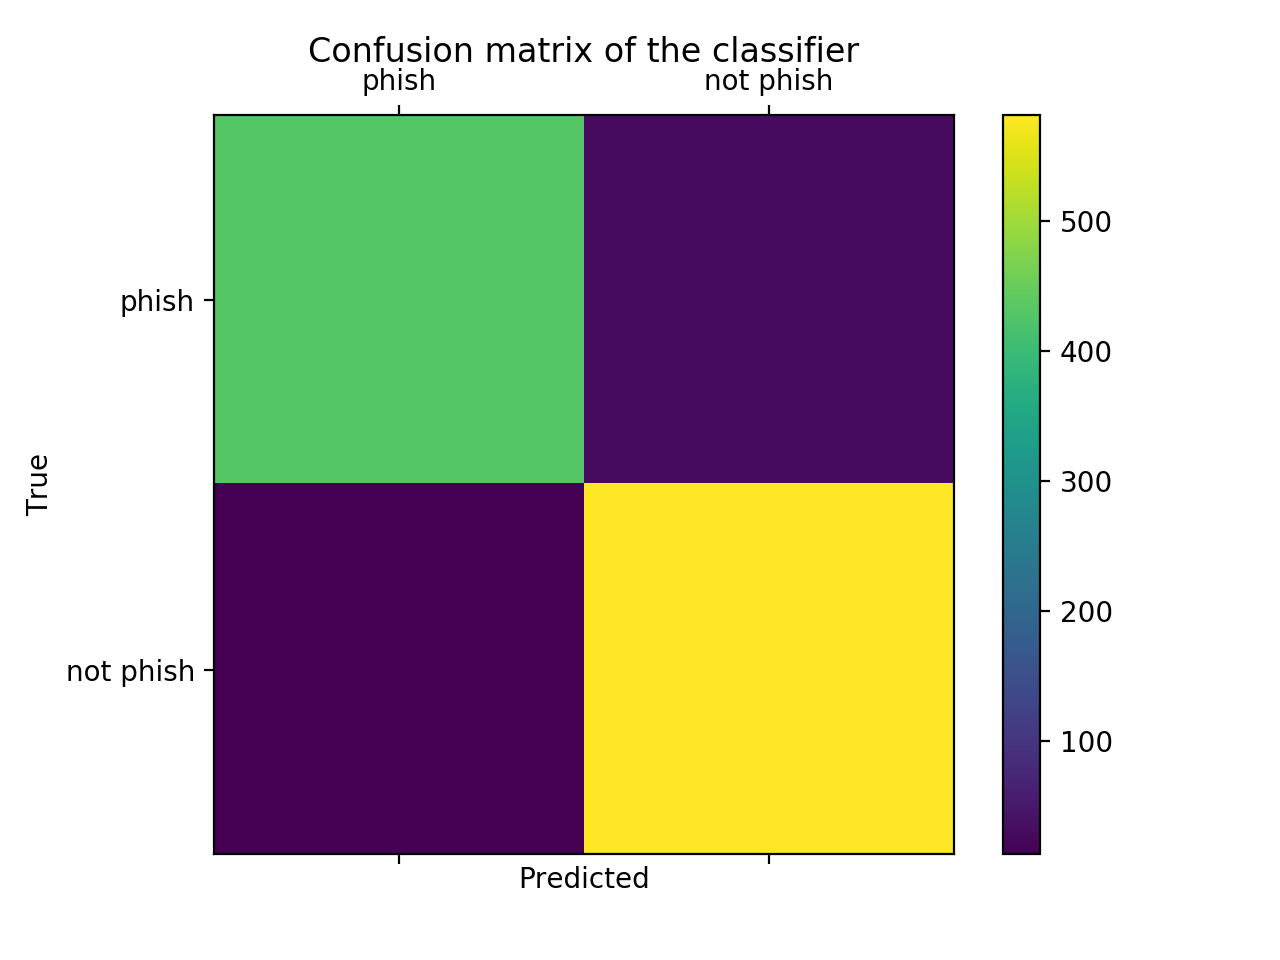 Confusion matrix of the classifier
phish
not phish
phish
not phish
True
Predicted
500
400
300
200
100